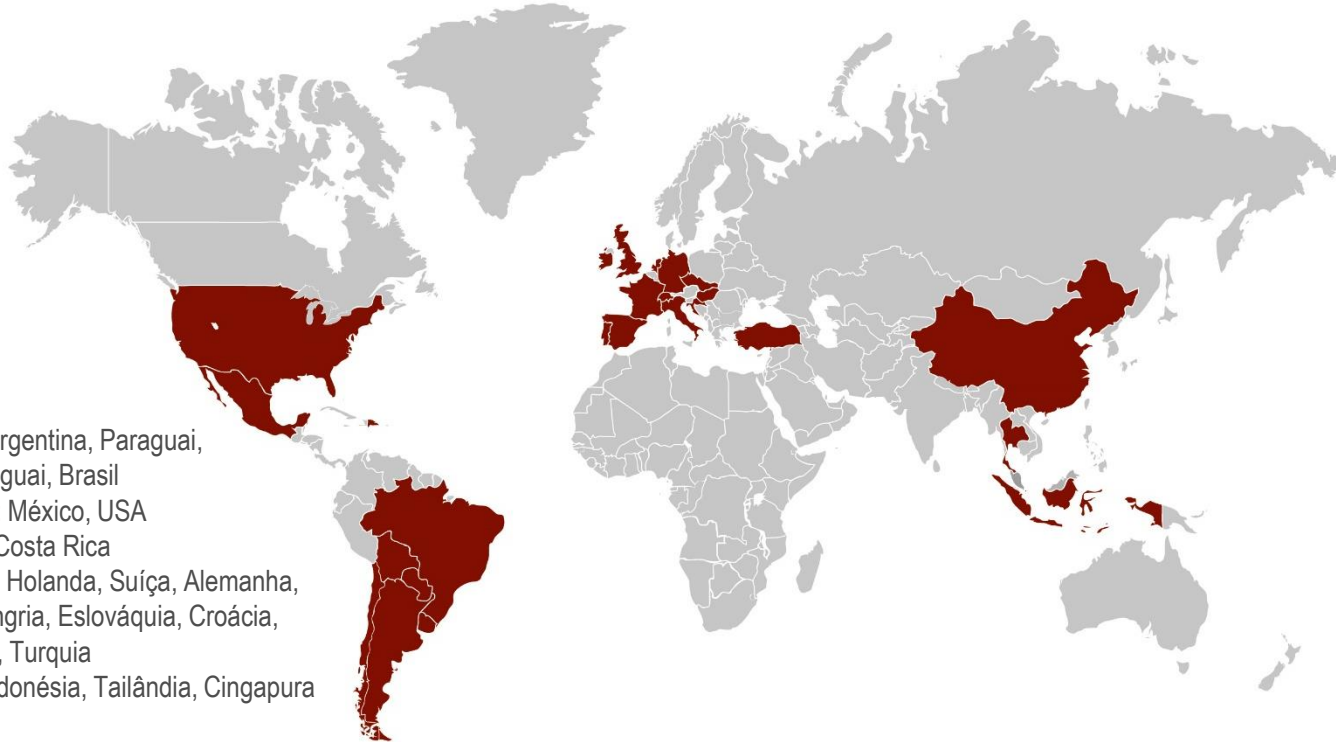 rgentina, Paraguai,
guai, Brasil
México, USA
Costa Rica
Holanda, Suíça, Alemanha,
ngria, Eslováquia, Croácia,
, Turquia
donésia, Tailândia, Cingapura